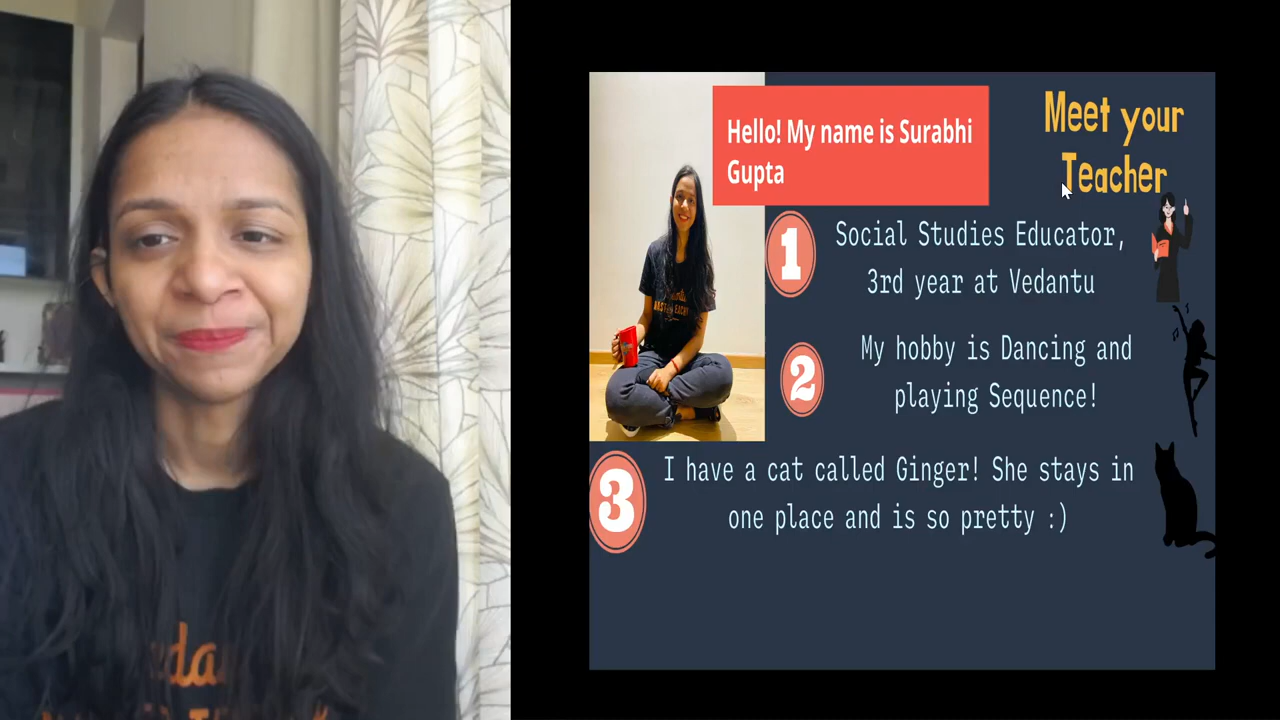 Hello! My name is Surabhi
Gupta
Meet your
Teacher
1
Social Studies Educator,
3rd year at Vedantu
2
My hobby is Dancing and
playing Sequence!
3
I have a cat called Ginger! She stays in
one place and is so pretty :)